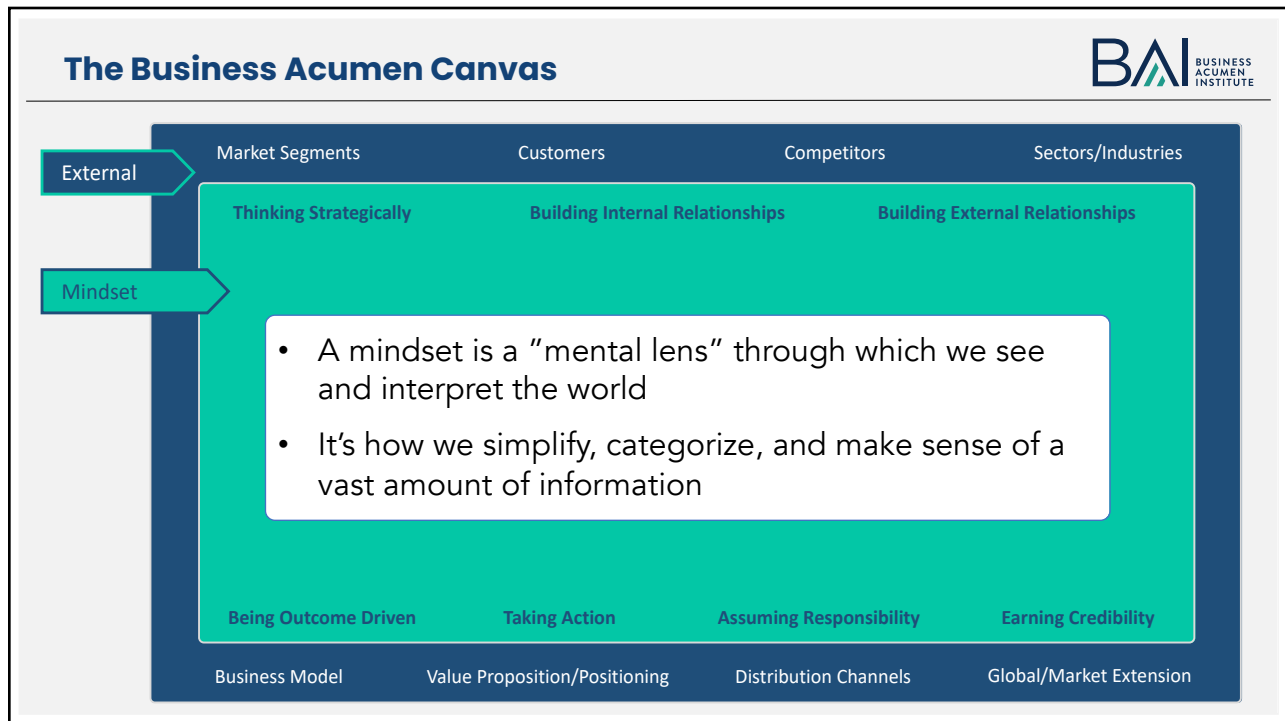 The Business Acumen Canvas
BAI BUSINESS
ACUMEN
INSTITUTE
External
Market Segments Customers Competitors Sectors/Industries
Thinking Strategically Building Internal Relationships Building External Relationships
Mindset
• A mindset is a “mental lens” through which we see
and interpret the world
• It’s how we simplify, categorize, and make sense of a
vast amount of information
Being Outcome Driven Taking Action Assuming Responsibility Earning Credibility
Business Model Value Proposition/Positioning Distribution Channels Global/Market Extension